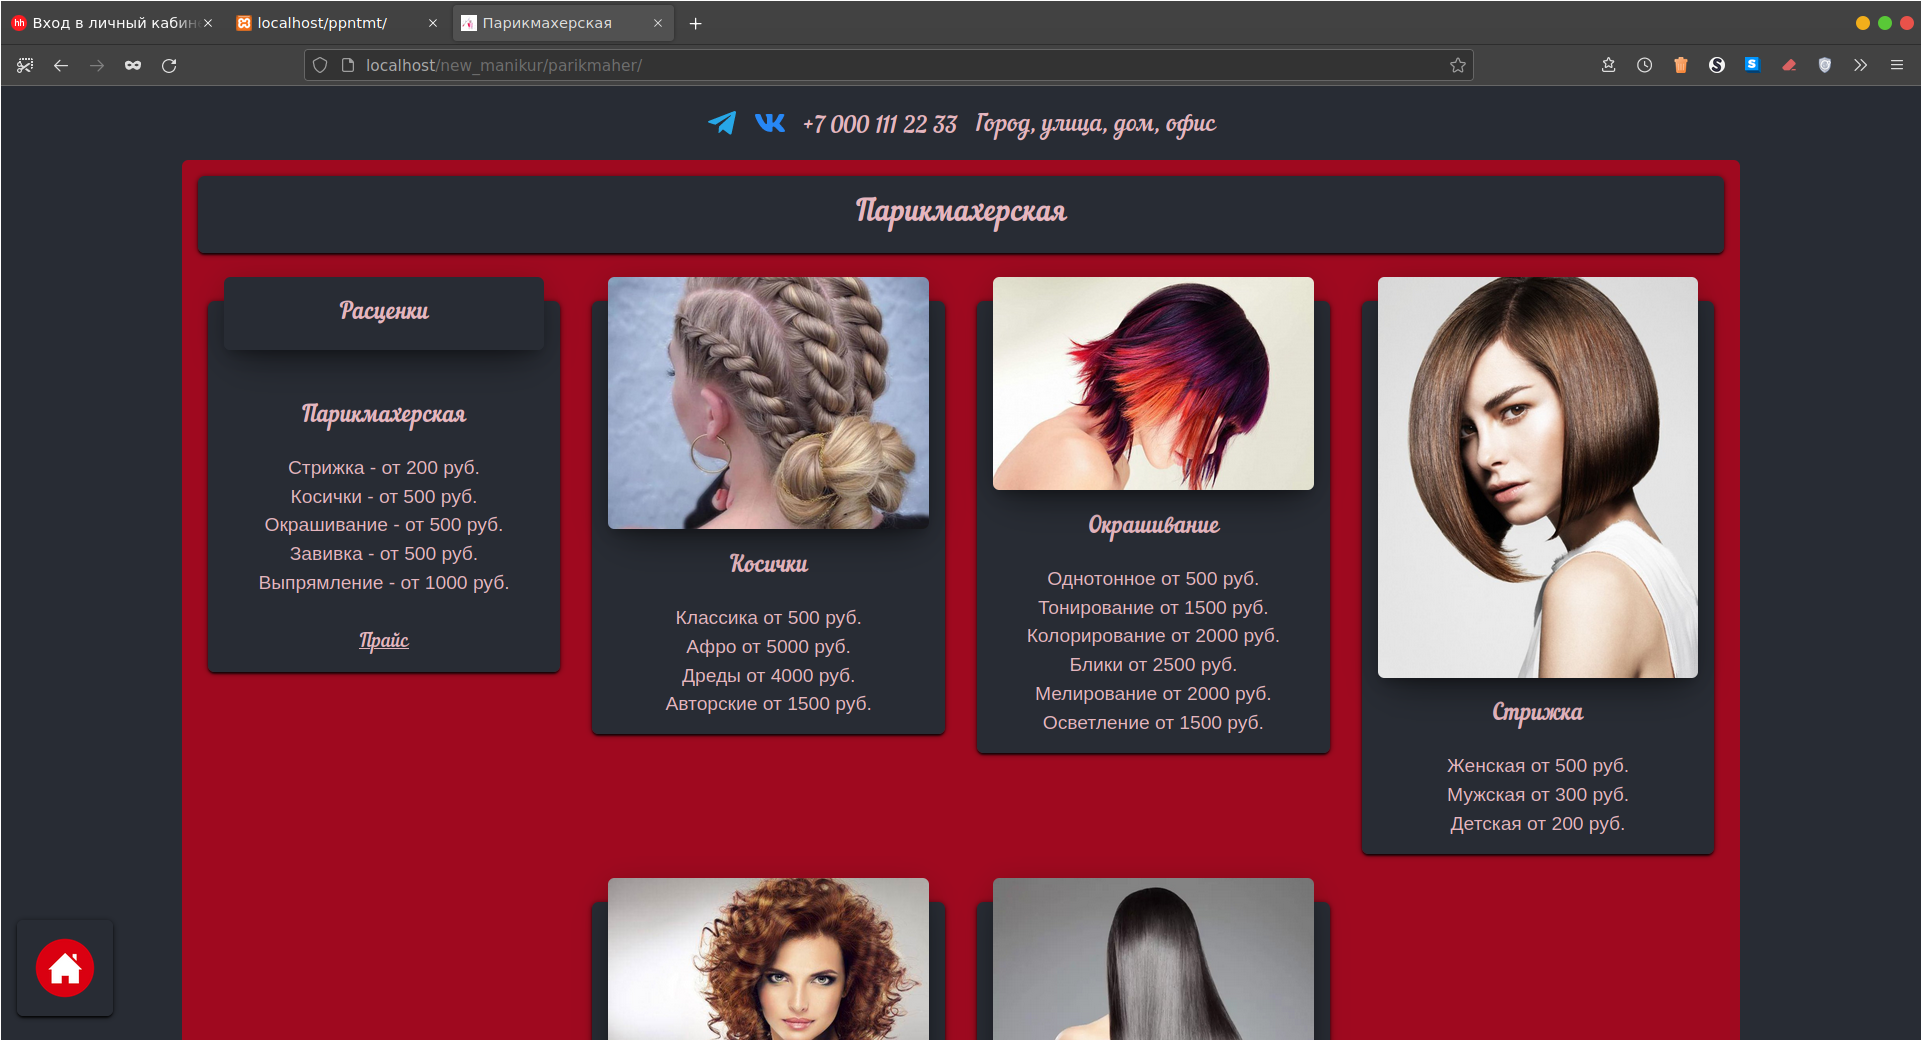 Вход в личный кабин
localhost/ppntmt/
Парикмахерская
localhost/new_manikur/parikmaher/
+7 000 111 22 33 Город, улица, дом, офис
Парикмахерская
Расценки
Парикмахерская
Стрижка - от 200 руб.
Косички - от 500 руб.
Окрашивание - от 500 руб.
Завивка - от 500 руб.
Выпрямление - от 1000 руб.
Прайс
Косички
Классика от 500 руб.
Афро от 5000 руб.
Дреды от 4000 руб.
Авторские от 1500 руб.
Окрашивание
Однотонное от 500 руб.
Тонирование от 1500 руб.
Колорирование от 2000 руб.
Блики от 2500 руб.
Мелирование от 2000 руб.
Осветление от 1500 руб.
Стрижка
Женская от 500 руб.
Мужская от 300 руб.
Детская от 200 руб.